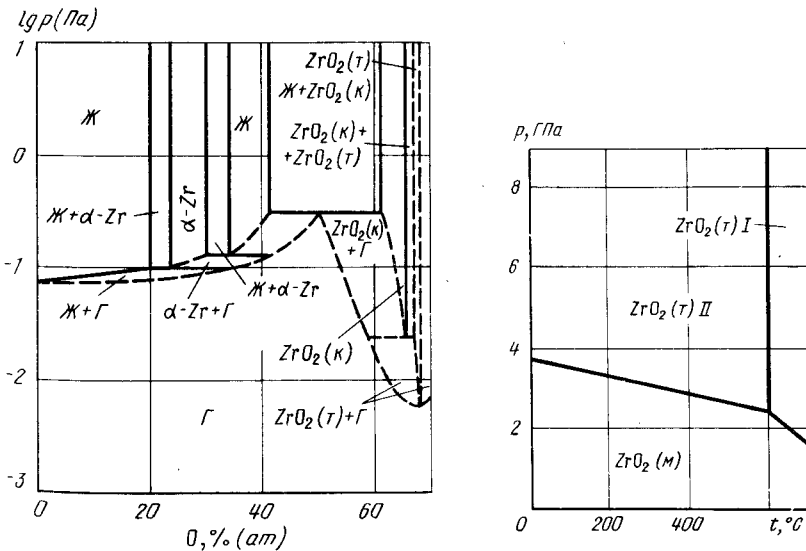 lg p(Па)
1
0
-1
-2
-3
Ж
Ж+α-Zr
α-Zr
Ж
ZrO₂(т)
Ж+ZrO₂(к)
ZrO₂(к)+
+ZrO₂(т)
ZrO₂(к)
+Г
Ж+Г
α-Zr+Г
Ж+α-Zr
ZrO₂(к)
Г
ZrO₂(т)+Г
0
20
40
60
O,%(ат)
p, ГПа
8
6
4
2
0
ZrO₂(т) I
ZrO₂(т) II
ZrO₂(м)
200
400
t,°C